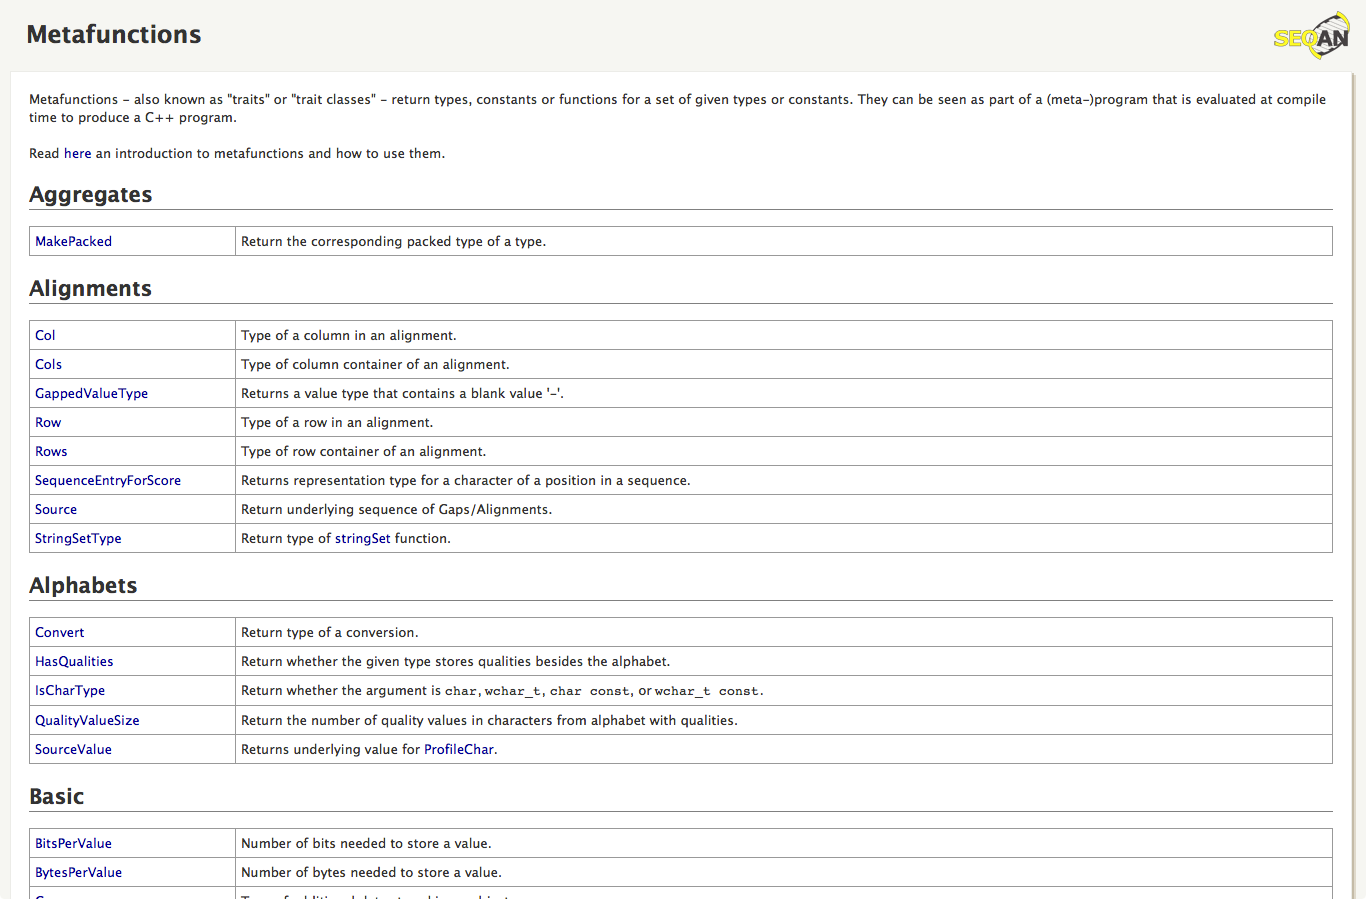 Metafunctions
SEQAN
Metafunctions – also known as "traits" or "trait classes" – return types, constants or functions for a set of given types or constants. They can be seen as part of a (meta-)program that is evaluated at compile
time to produce a C++ program.
Read here an introduction to metafunctions and how to use them.
Aggregates
MakePacked Return the corresponding packed type of a type.
Alignments
Col Type of a column in an alignment.
Cols Type of column container of an alignment.
GappedValueType Returns a value type that contains a blank value '-'.
Row Type of a row in an alignment.
Rows Type of row container of an alignment.
SequenceEntryForScore Returns representation type for a character of a position in a sequence.
Source Return underlying sequence of Gaps/Alignments.
StringSetType Return type of stringSet function.
Alphabets
Convert Return type of a conversion.
HasQualities Return whether the given type stores qualities besides the alphabet.
IsCharType Return whether the argument is char, wchar_t, char const, or wchar_t const.
QualityValueSize Return the number of quality values in characters from alphabet with qualities.
SourceValue Returns underlying value for ProfileChar.
Basic
BitsPerValue Number of bits needed to store a value.
BytesPerValue Number of bytes needed to store a value.